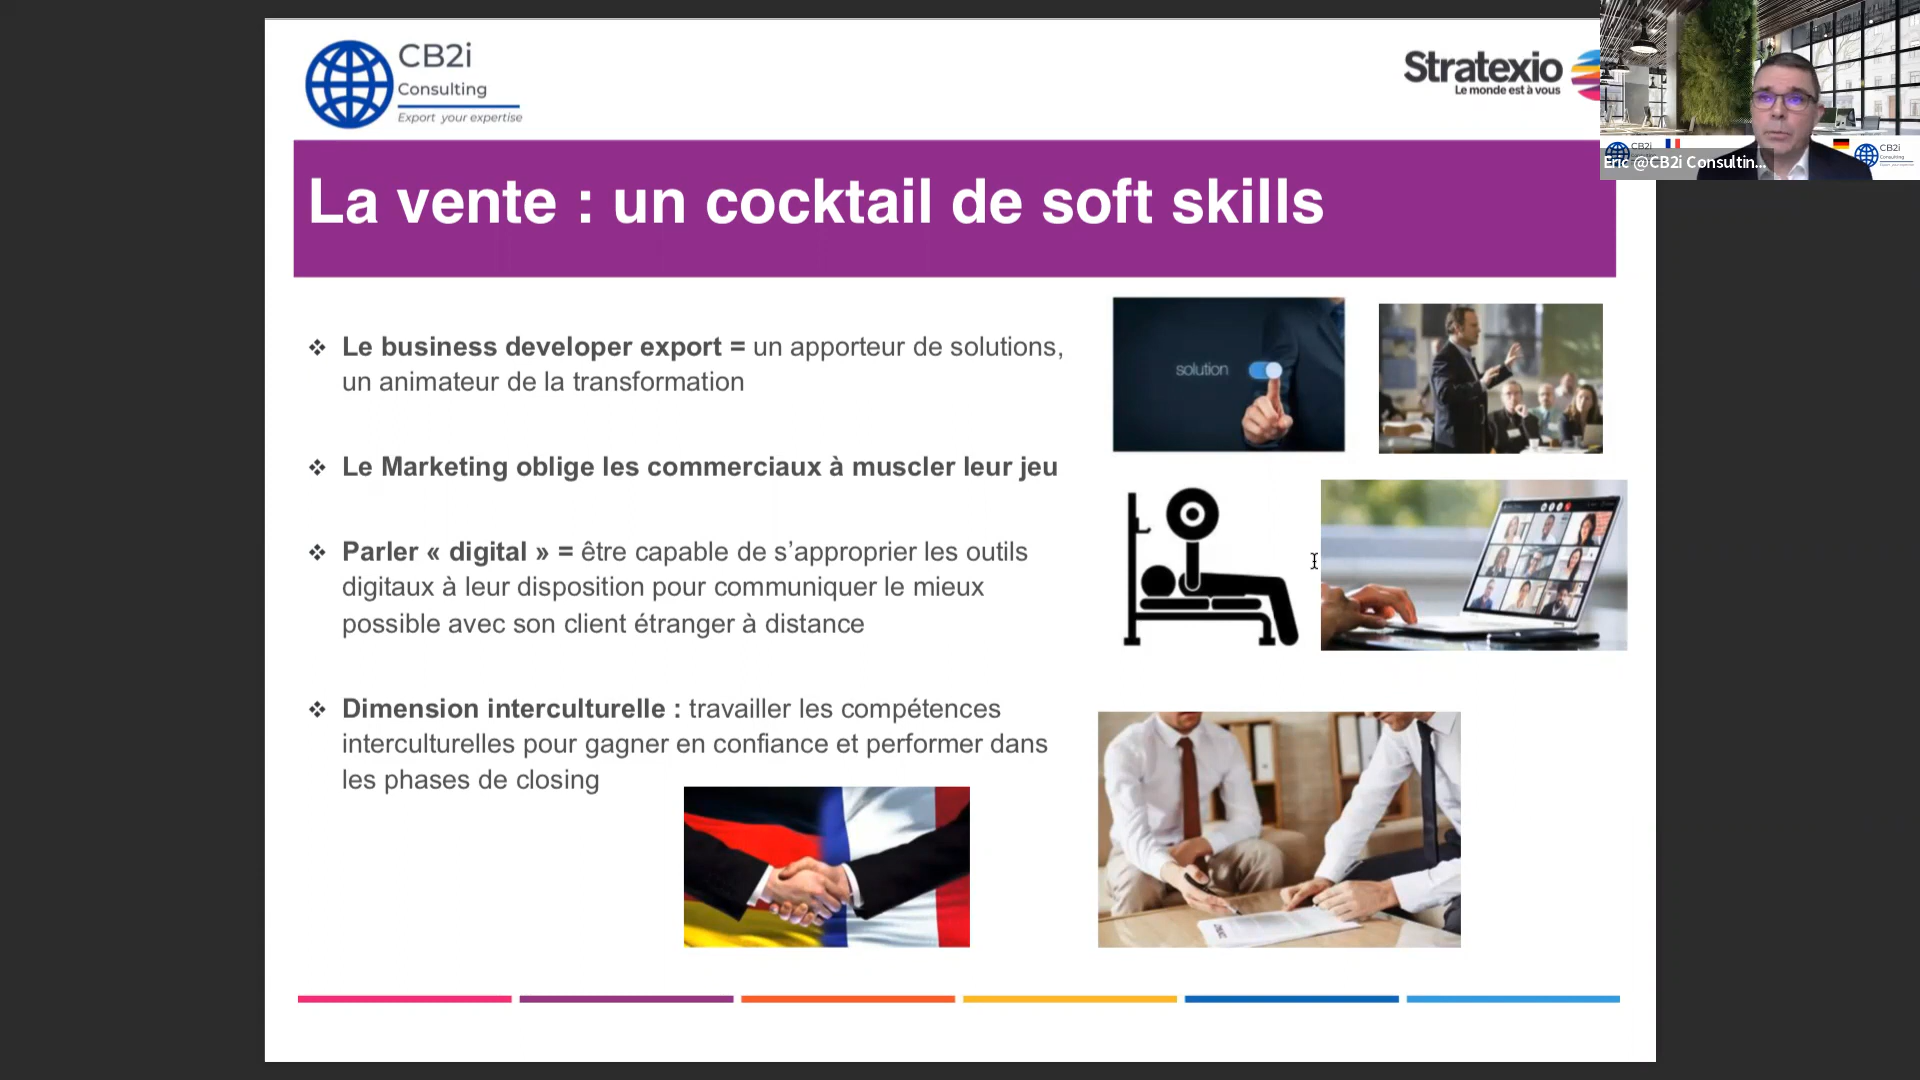 CB2i
Consulting
Export your expertise
Stratexio
Le monde est à vous
CB2i
CB2i
Consulting
Eric @CB2i Consultin...
La vente : un cocktail de soft skills
❖ Le business developer export = un apporteur de solutions,
un animateur de la transformation
solution
❖ Le Marketing oblige les commerciaux à muscler leur jeu
❖ Parler « digital » = être capable de s’approprier les outils
digitaux à leur disposition pour communiquer le mieux
possible avec son client étranger à distance
❖ Dimension interculturelle : travailler les compétences
interculturelles pour gagner en confiance et performer dans
les phases de closing